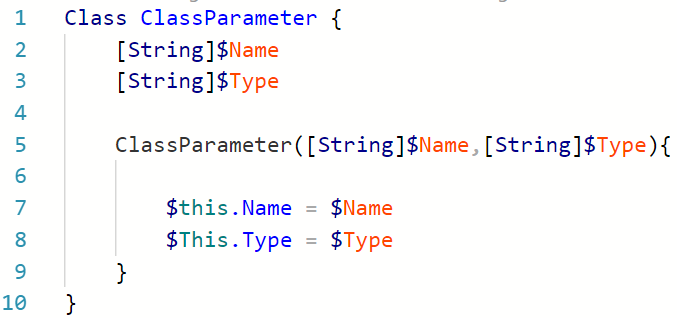 1 Class ClassParameter {
2 [String]$Name
3 [String]$Type
4
5 ClassParameter([String]$Name,[String]$Type){
6
7 $this.Name = $Name
8 $This.Type = $Type
9 }
10 }